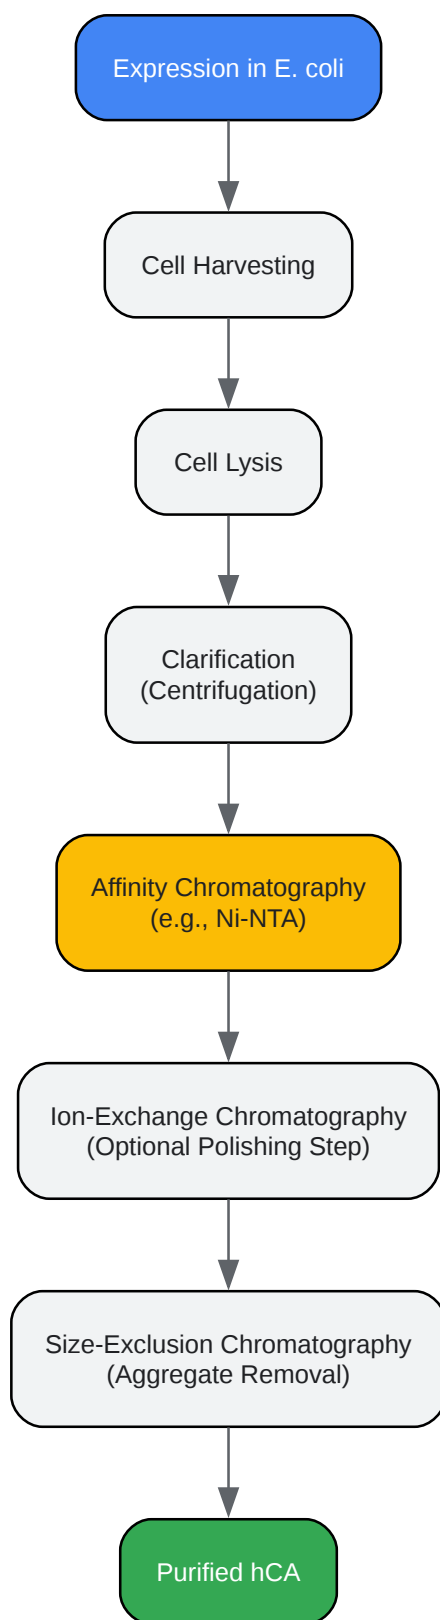 Expression in E. coli
Cell Harvesting
Cell Lysis
Clarification
(Centrifugation)
Affinity Chromatography
(e.g., Ni-NTA)
Ion-Exchange Chromatography
(Optional Polishing Step)
Size-Exclusion Chromatography
(Aggregate Removal)
Purified hCA